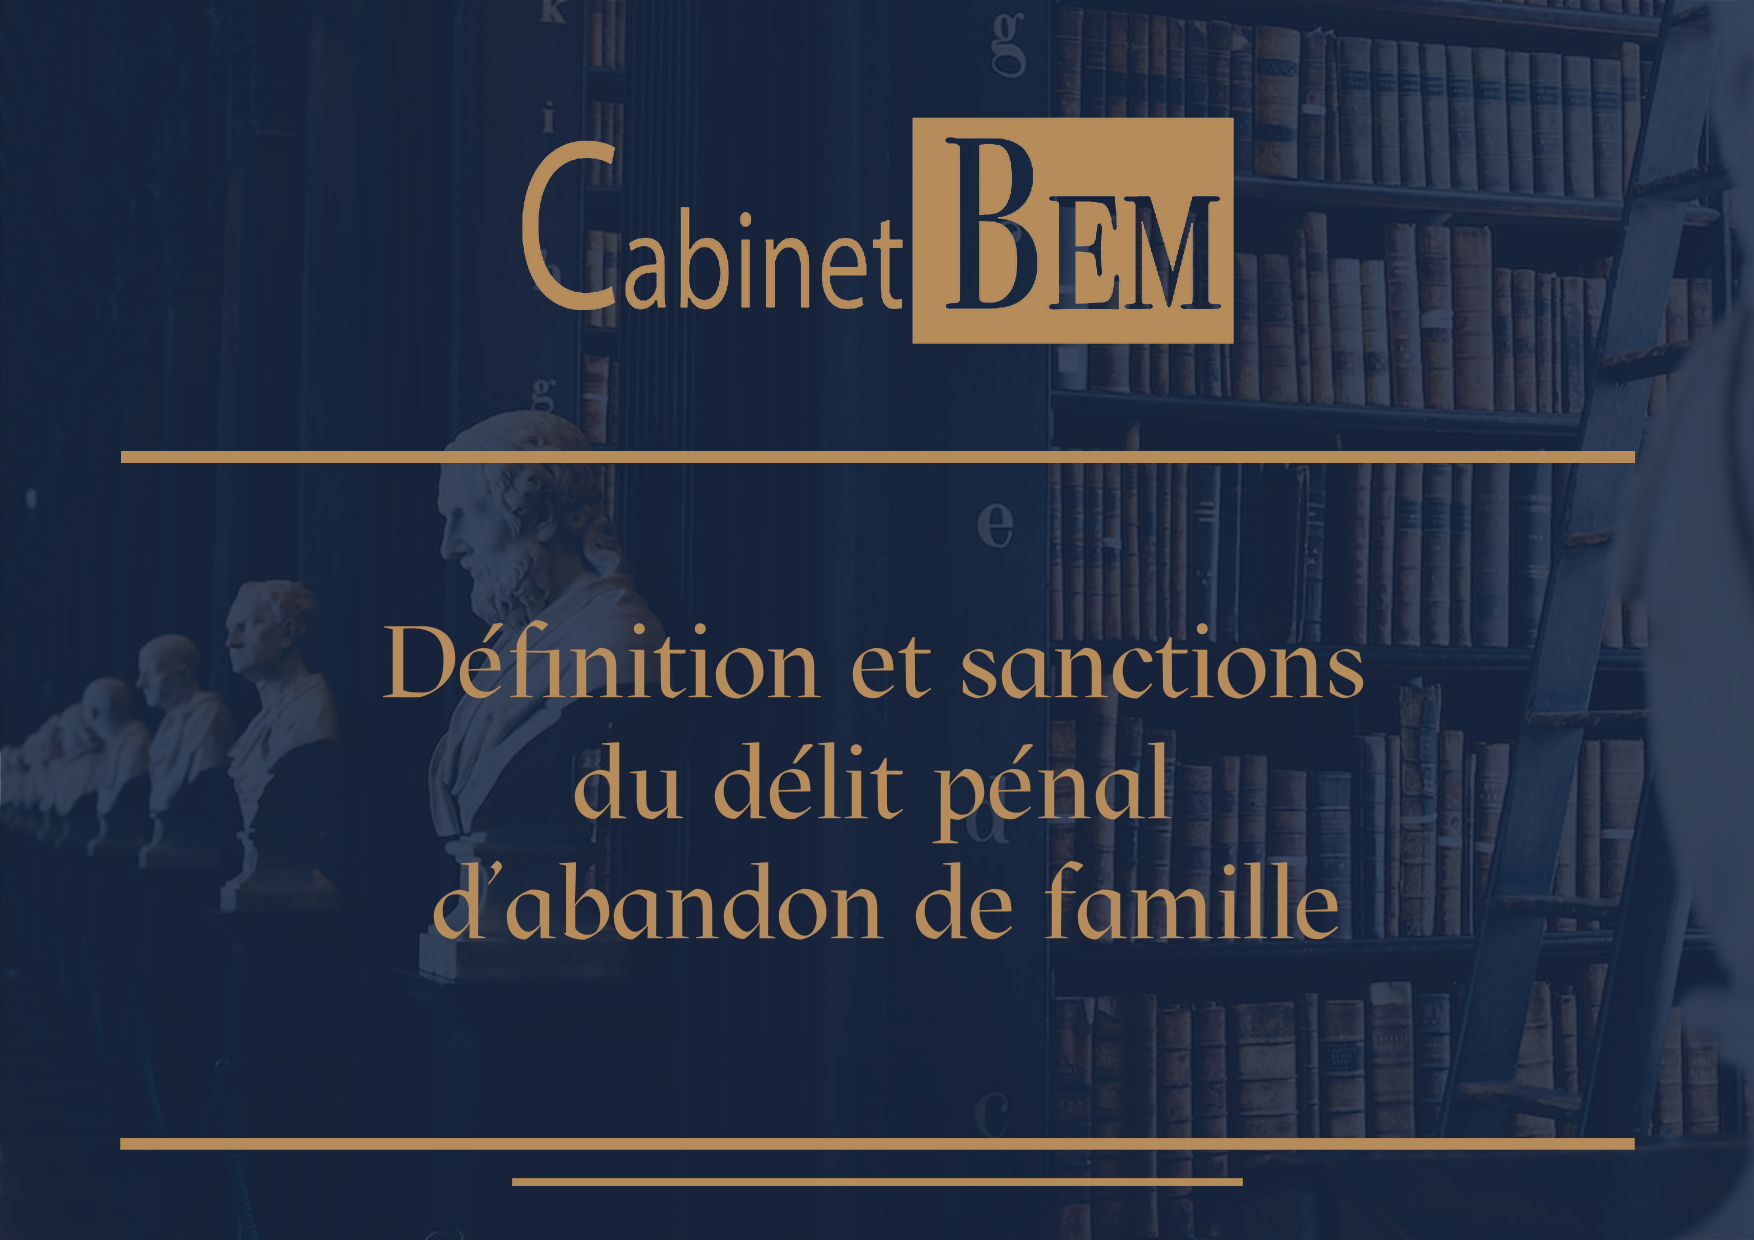 k
g
i
Cabinet BEM
g
e
Définition et sanctions
du délit pénal
d
d’abandon de famille
c